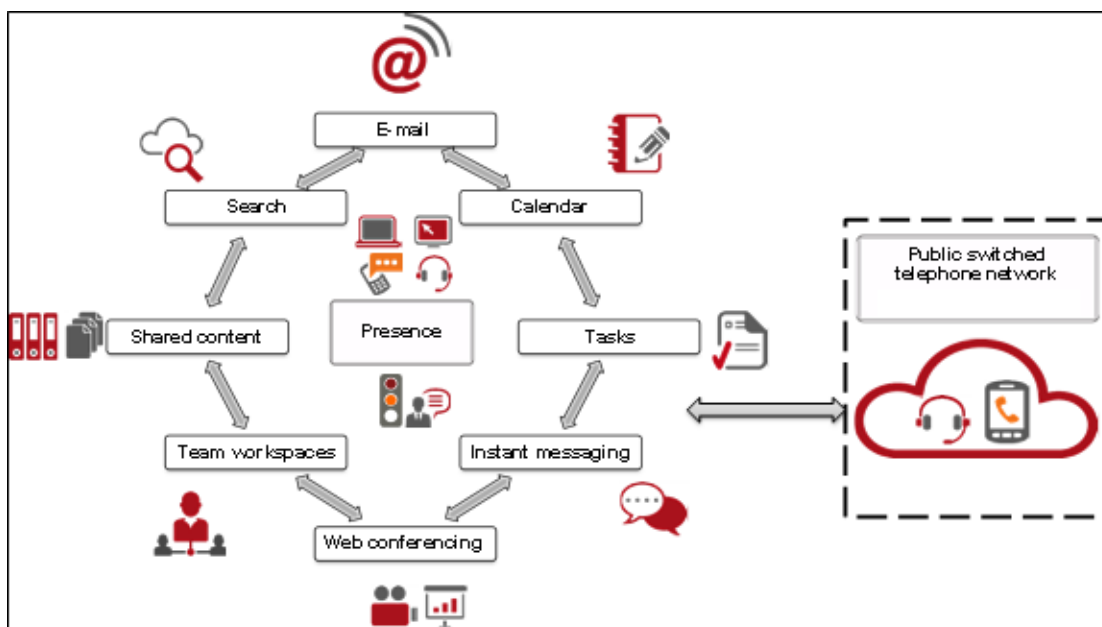 @
E-mail
Search
Calendar
Public switched
telephone network
Shared content
Presence
Tasks
Team workspaces
Instant messaging
Web conferencing